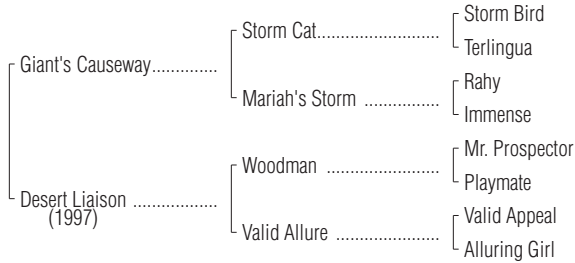 Storm Bird
Storm Cat..............................
Terlingua
Giant's Causeway.............
Rahy
Mariah's Storm ..................
Immense
Mr. Prospector
Woodman ..........................
Playmate
Desert Liaison .................
(1997)
Valid Appeal
Valid Allure ........................
Alluring Girl